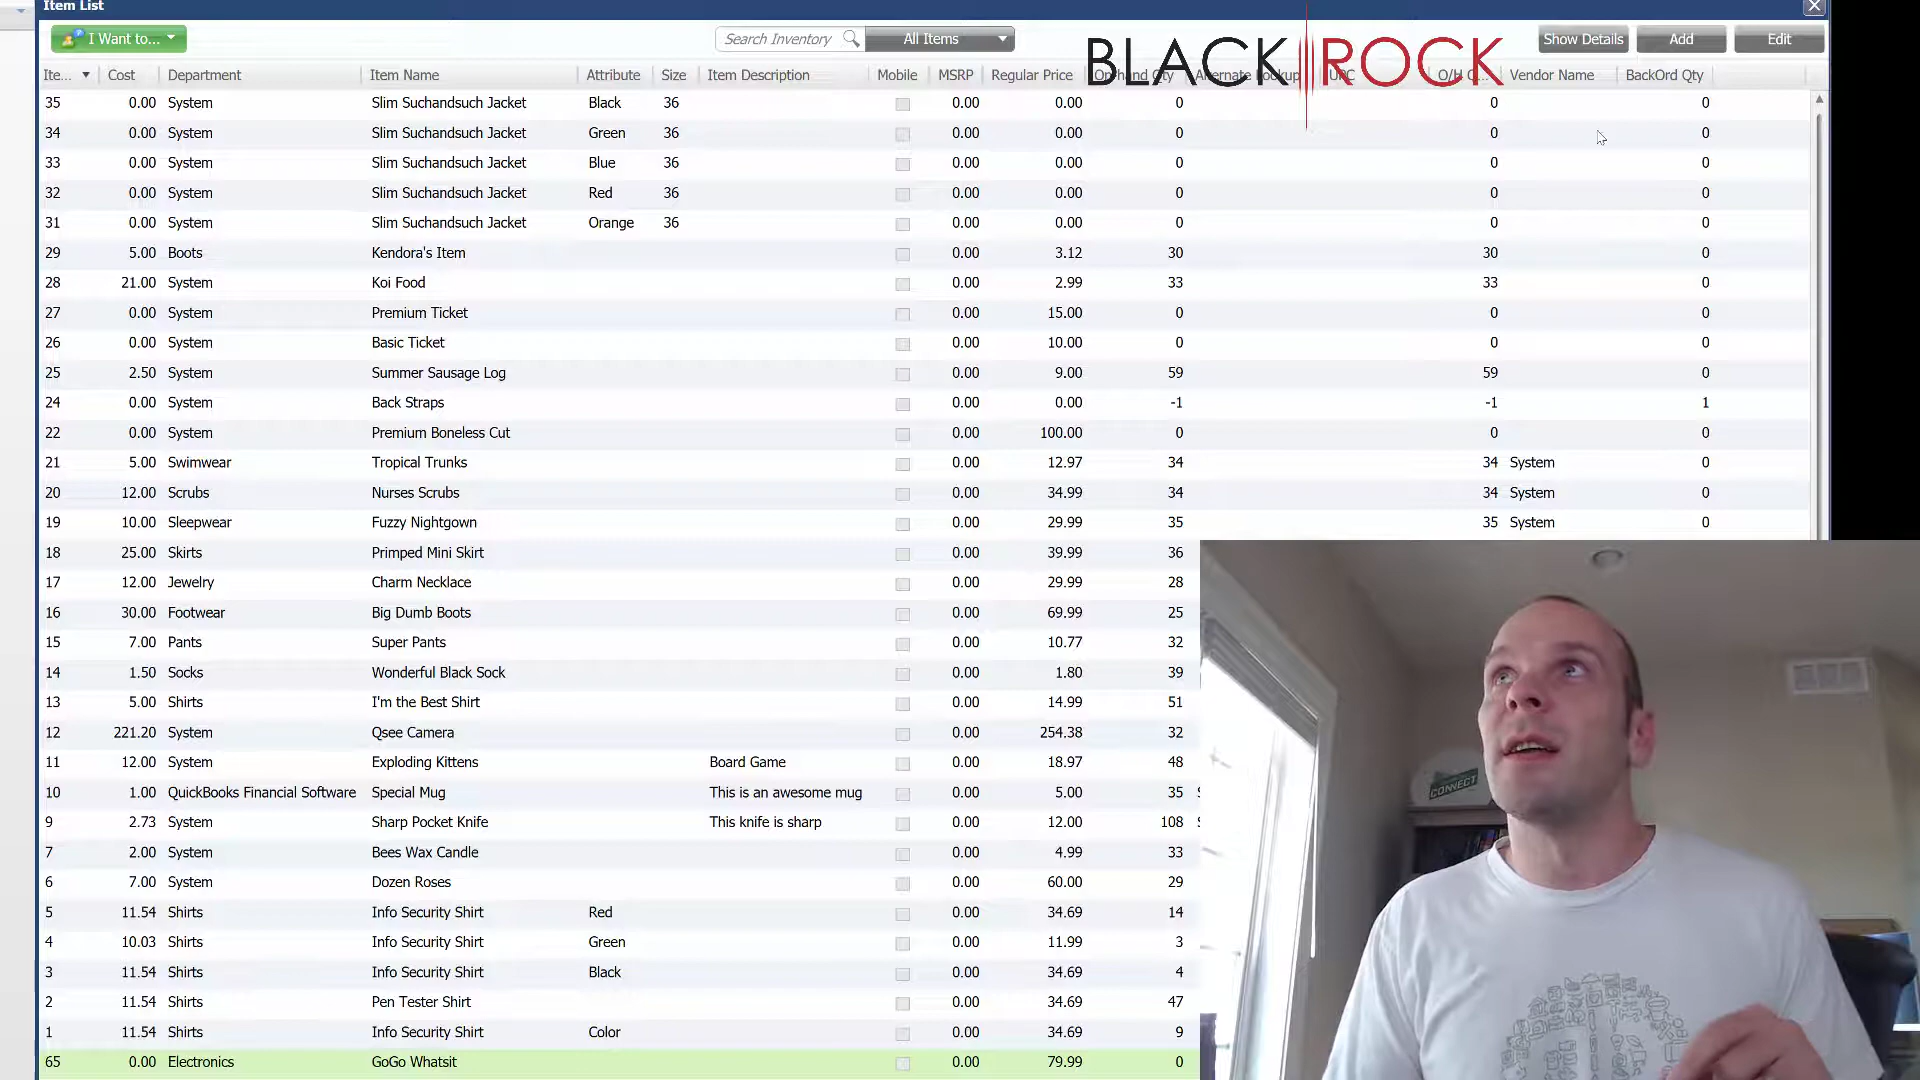 Item List
I Want to... Search Inventory All Items BLACK ROCK Show Details Add Edit
Ite... Cost Department Item Name Attribute Size Item Description Mobile MSRP Regular Price On-hand Qty Alternate Lookup UPC O/H Q... Vendor Name BackOrd Qty
35 0.00 System Slim Suchandsuch Jacket Black 36 0.00 0.00 0 0 0
34 0.00 System Slim Suchandsuch Jacket Green 36 0.00 0.00 0 0 0
33 0.00 System Slim Suchandsuch Jacket Blue 36 0.00 0.00 0 0 0
32 0.00 System Slim Suchandsuch Jacket Red 36 0.00 0.00 0 0 0
31 0.00 System Slim Suchandsuch Jacket Orange 36 0.00 0.00 0 0 0
29 5.00 Boots Kendora's Item 0.00 3.12 30 30 0
28 21.00 System Koi Food 0.00 2.99 33 33 0
27 0.00 System Premium Ticket 0.00 15.00 0 0 0
26 0.00 System Basic Ticket 0.00 10.00 0 0 0
25 2.50 System Summer Sausage Log 0.00 9.00 59 59 0
24 0.00 System Back Straps 0.00 0.00 -1 -1 1
22 0.00 System Premium Boneless Cut 0.00 100.00 0 0 0
21 5.00 Swimwear Tropical Trunks 0.00 12.97 34 34 System 0
20 12.00 Scrubs Nurses Scrubs 0.00 34.99 34 34 System 0
19 10.00 Sleepwear Fuzzy Nightgown 0.00 29.99 35 35 System 0
18 25.00 Skirts Primped Mini Skirt 0.00 39.99 36
17 12.00 Jewelry Charm Necklace 0.00 29.99 28
16 30.00 Footwear Big Dumb Boots 0.00 69.99 25
15 7.00 Pants Super Pants 0.00 10.77 32
14 1.50 Socks Wonderful Black Sock 0.00 1.80 39
13 5.00 Shirts I'm the Best Shirt 0.00 14.99 51
12 221.20 System Qsee Camera 0.00 254.38 32
11 12.00 System Exploding Kittens Board Game 0.00 18.97 48
10 1.00 QuickBooks Financial Software Special Mug This is an awesome mug 0.00 5.00 35
9 2.73 System Sharp Pocket Knife This knife is sharp 0.00 12.00 108
7 2.00 System Bees Wax Candle 0.00 4.99 33
6 7.00 System Dozen Roses 0.00 60.00 29
5 11.54 Shirts Info Security Shirt Red 0.00 34.69 14
4 10.03 Shirts Info Security Shirt Green 0.00 11.99 3
3 11.54 Shirts Info Security Shirt Black 0.00 34.69 4
2 11.54 Shirts Pen Tester Shirt 0.00 34.69 47
1 11.54 Shirts Info Security Shirt Color 0.00 34.69 9
65 0.00 Electronics GoGo Whatsit 0.00 79.99 0
CONNECT